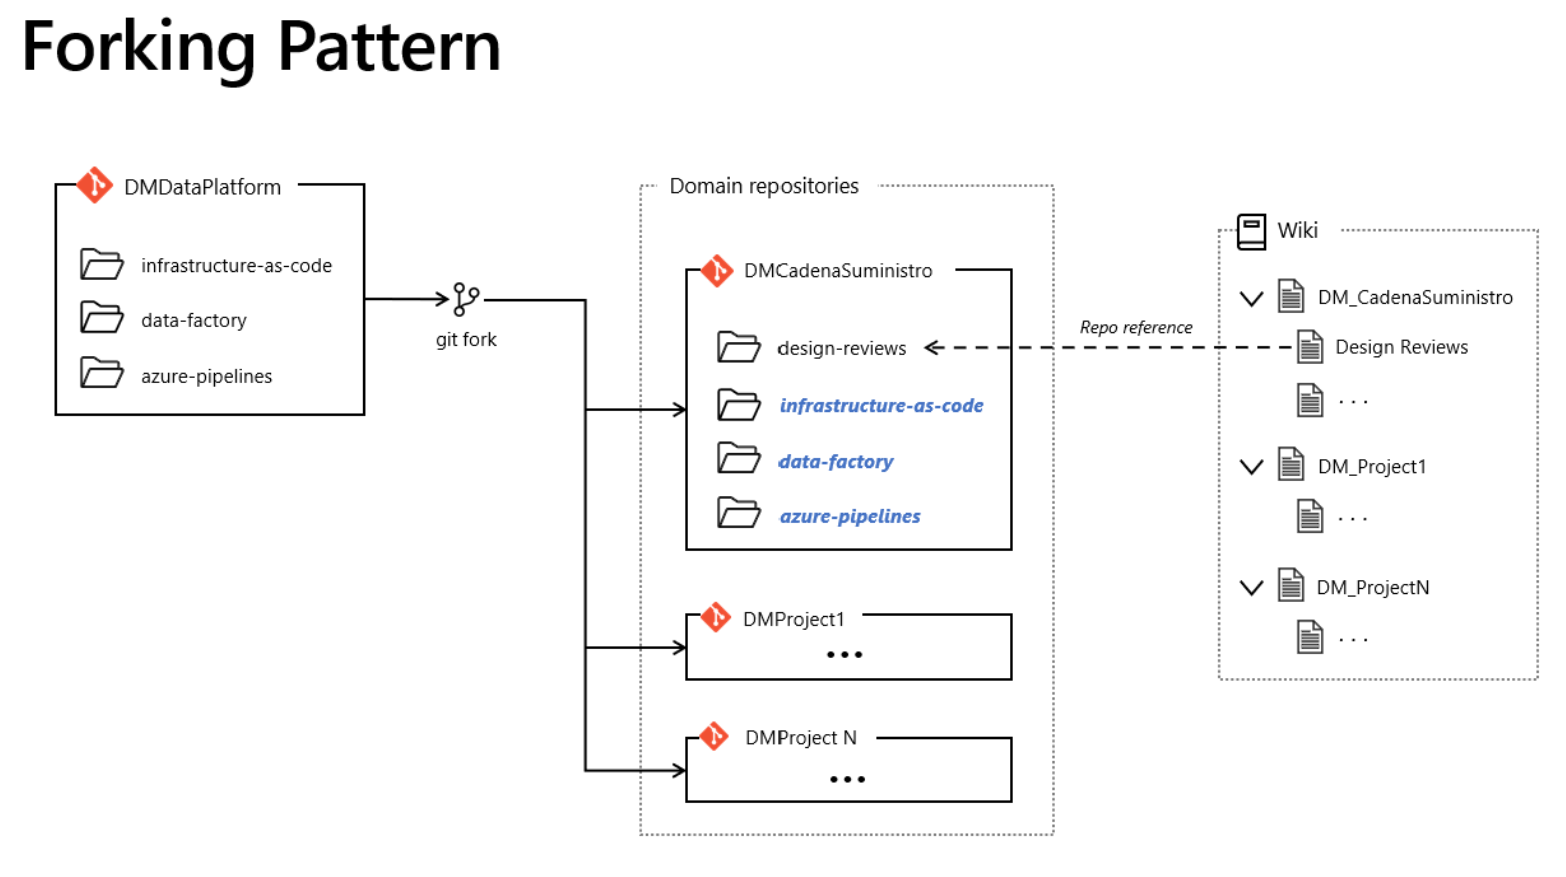 Forking Pattern
DMDataPlatform
infrastructure-as-code
data-factory
azure-pipelines
git fork
Domain repositories
DMCadenaSuministro
design-reviews
infrastructure-as-code
data-factory
azure-pipelines
DMProject1
...
DMProject N
...
Repo reference
Wiki
DM_CadenaSuministro
Design Reviews
...
DM_Project1
...
DM_ProjectN
...